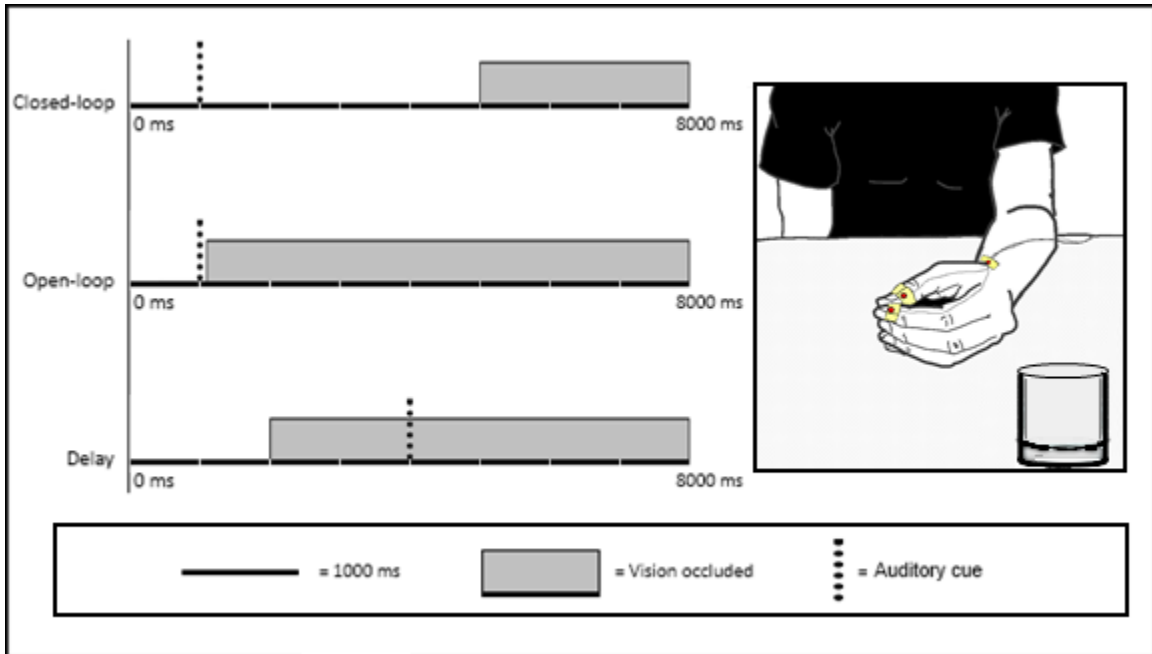 Closed-loop
0 ms
8000 ms
Open-loop
0 ms
8000 ms
Delay
0 ms
8000 ms
= 1000 ms
= Vision occluded
= Auditory cue